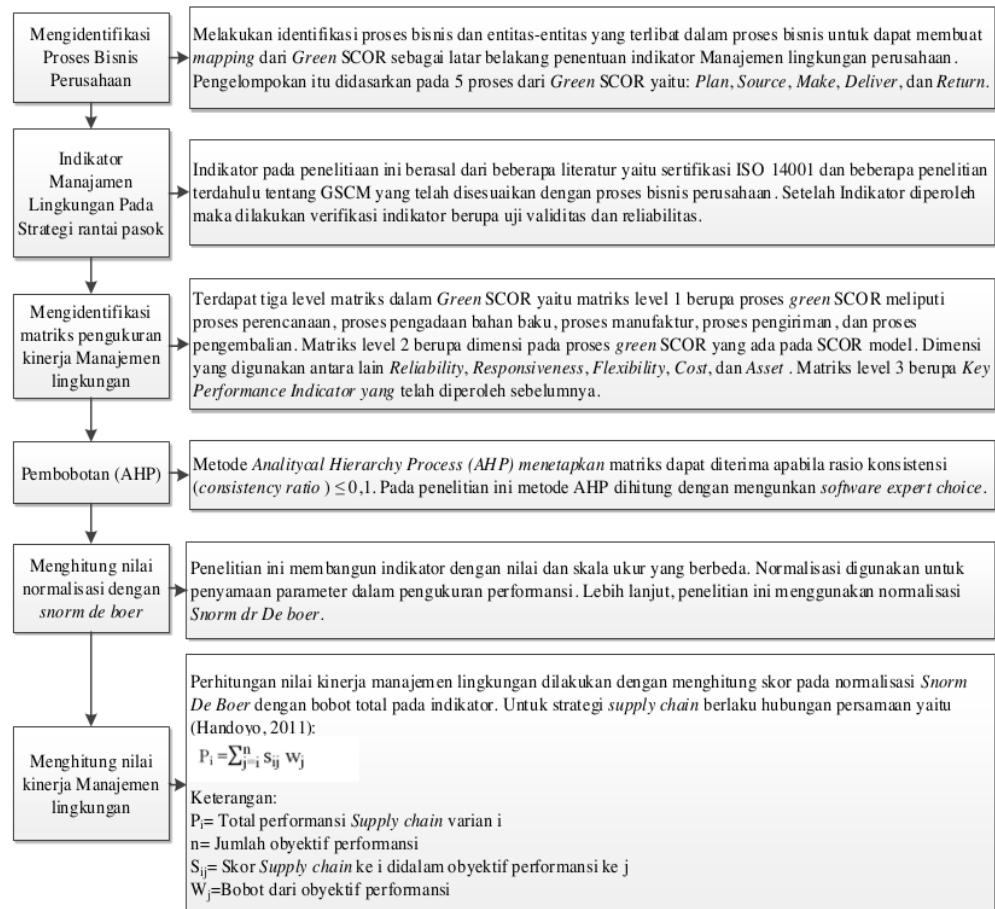 Mengidentifikasi
Proses Bisnis
Perusahaan
Melakukan identifikasi proses bisnis dan entitas-entitas yang terlibat dalam proses bisnis untuk dapat membuat
mapping dari Green SCOR sebagai latar belakang penentuan indikator Manajemen lingkungan perusahaan.
Pengelompokan itu didasarkan pada 5 proses dari Green SCOR yaitu: Plan, Source, Make, Deliver, dan Return.
Indikator
Manajaman
Lingkungan Pada
Strategi rantai pasok
Indikator pada penelitiaan ini berasal dari beberapa literatur yaitu sertifikasi ISO 14001 dan beberapa penelitian
terdahulu tentang GSCM yang telah disesuaikan dengan proses bisnis perusahaan. Setelah Indikator diperoleh
maka dilakukan verifikasi indikator berupa uji validitas dan reliabilitas.
Mengidentifikasi
matriks pengukuran
kinerja Manajemen
lingkungan
Terdapat tiga level matriks dalam Green SCOR yaitu matriks level 1 berupa proses green SCOR meliputi
proses perencanaan, proses pengadaan bahan baku, proses manufaktur, proses pengiriman, dan proses
pengembalian. Matriks level 2 berupa dimensi pada proses green SCOR yang ada pada SCOR model. Dimensi
yang digunakan antara lain Reliability, Responsiveness, Flexibility, Cost, dan Asset . Matriks level 3 berupa Key
Performance Indicator yang telah diperoleh sebelumnya.
Pembobotan (AHP)
Metode Analitycal Hierarchy Process (AHP) menetapkan matriks dapat diterima apabila rasio konsistensi
(consistency ratio ) ≤0,1. Pada penelitian ini metode AHP dihitung dengan mengunkan software expert choice.
Menghitung nilai
normalisasi dengan
snorm de boer
Penelitian ini membangun indikator dengan nilai dan skala ukur yang berbeda. Normalisasi digunakan untuk
penyamaan parameter dalam pengukuran performansi. Lebih lanjut, penelitian ini menggunakan normalisasi
Snorm dr De boer.
Menghitung nilai
kinerja Manajemen
lingkungan
Perhitungan nilai kinerja manajemen lingkungan dilakukan dengan menghitung skor pada normalisasi Snorm
De Boer dengan bobot total pada indikator. Untuk strategi supply chain berlaku hubungan persamaan yaitu
(Handoyo, 2011):
Pᵢ =∑ⁿⱼ₌ᵢ sᵢⱼ wⱼ
Keterangan:
Pᵢ= Total performansi Supply chain varian i
n= Jumlah obyektif performansi
Sᵢⱼ= Skor Supply chain ke i didalam obyektif performansi ke j
Wⱼ=Bobot dari obyektif performansi